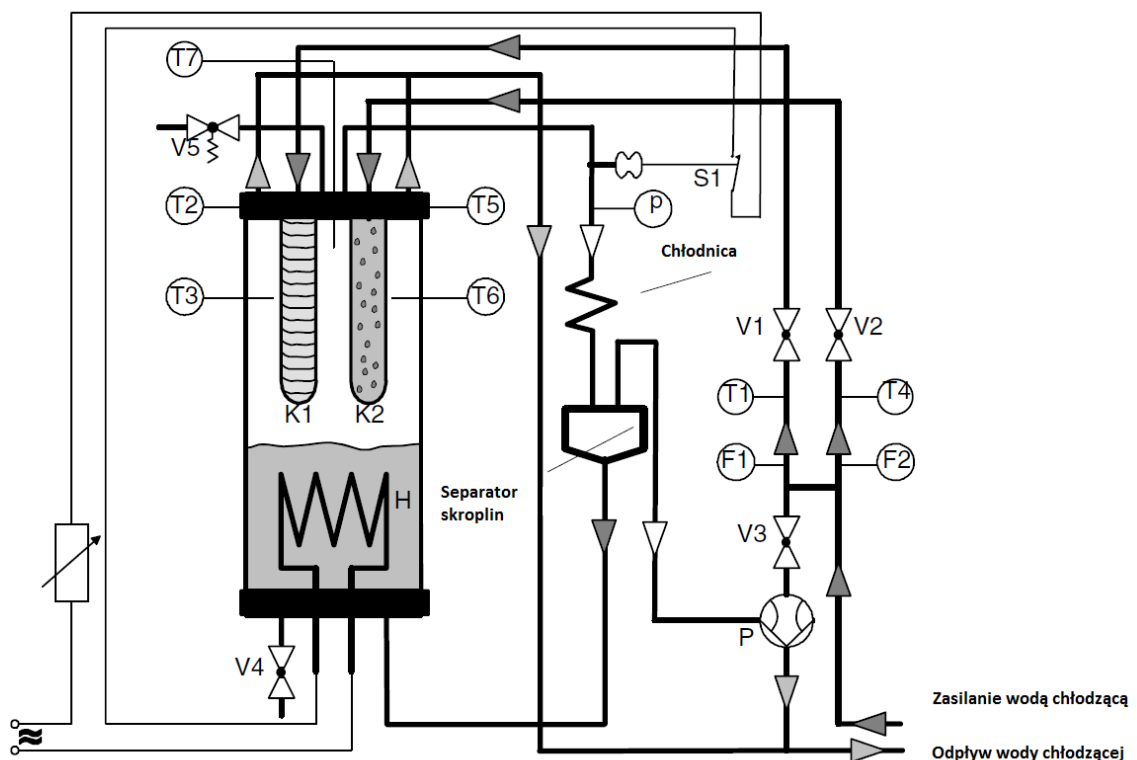 T7
V5
S1
T2
T5
p
Chłodnica
T3
T6
V1
V2
T1
T4
K1
K2
F1
F2
Separator
skroplin
H
V3
P
V4
Zasilanie wodą chłodzącą
≈
Odpływ wody chłodzącej